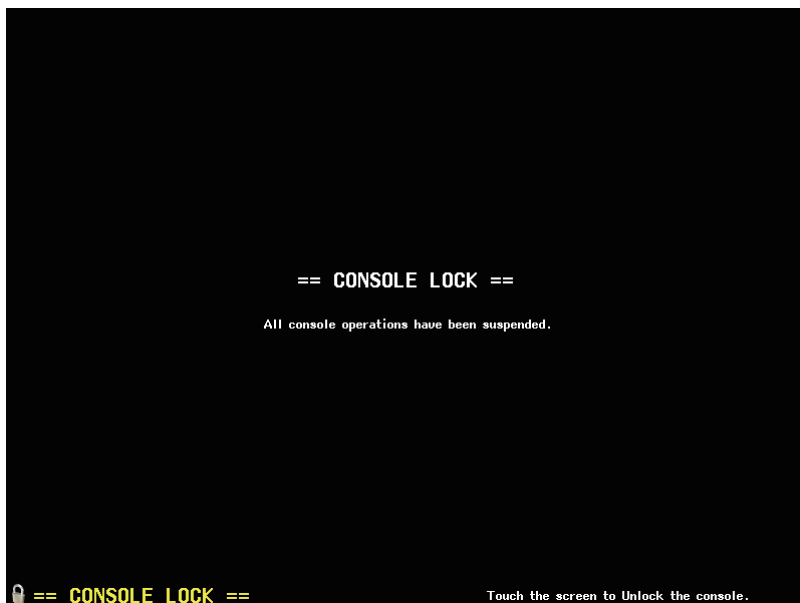 == CONSOLE LOCK ==
All console operations have been suspended.
== CONSOLE LOCK ==
Touch the screen to Unlock the console.